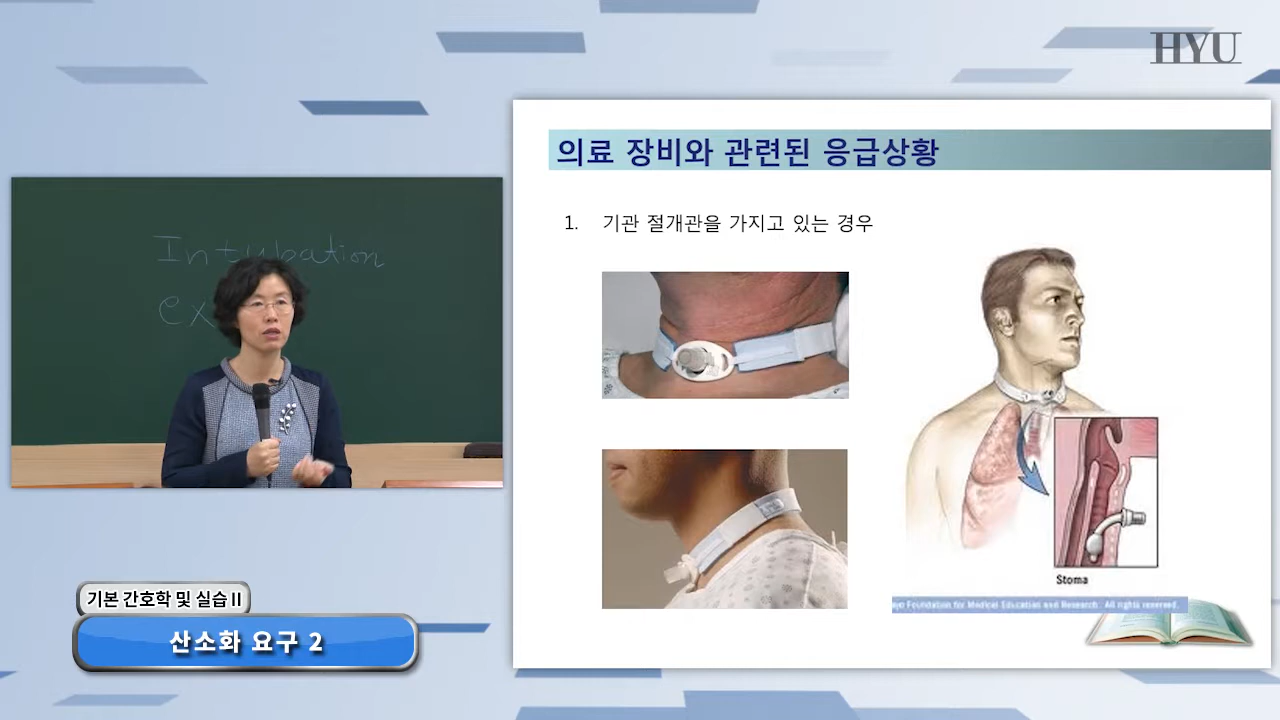 HYU
의료 장비와 관련된 응급상황
1. 기관 절개관을 가지고 있는 경우
Intubation
ex
Stoma
Foundation for Medical Education and Research. All rights reserved.
기본 간호학 및 실습Ⅱ
산소화 요구 2